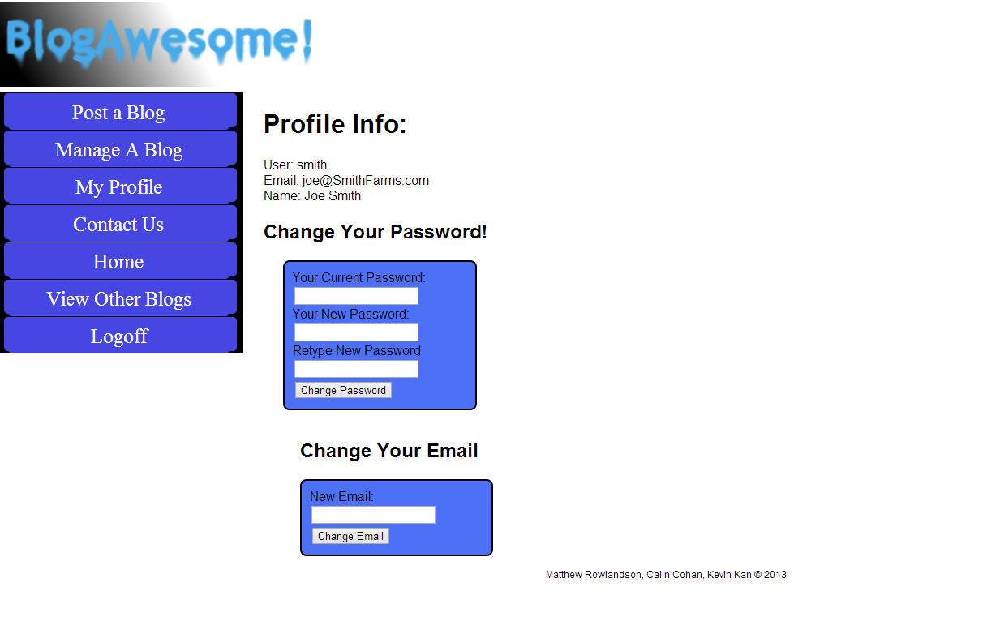 BlogAwesome!
Post a Blog
Manage A Blog
My Profile
Contact Us
Home
View Other Blogs
Logoff
Profile Info:
User: smith
Email: joe@SmithFarms.com
Name: Joe Smith
Change Your Password!
Your Current Password:
Your New Password:
Retype New Password
Change Password
Change Your Email
New Email:
Change Email
Matthew Rowlandson, Calin Cohan, Kevin Kan © 2013